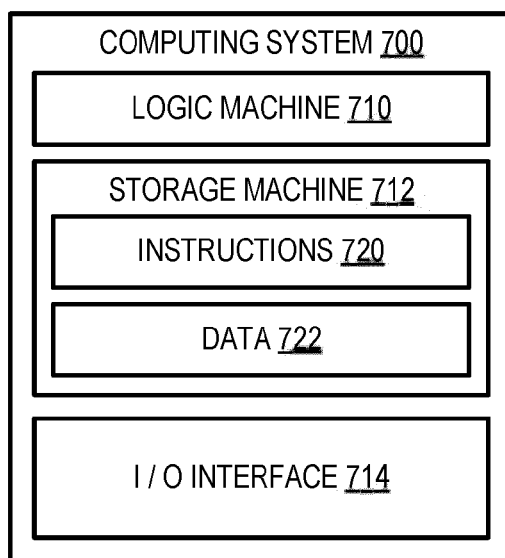 COMPUTING SYSTEM 700
LOGIC MACHINE 710
STORAGE MACHINE 712
INSTRUCTIONS 720
DATA 722
I / O INTERFACE 714